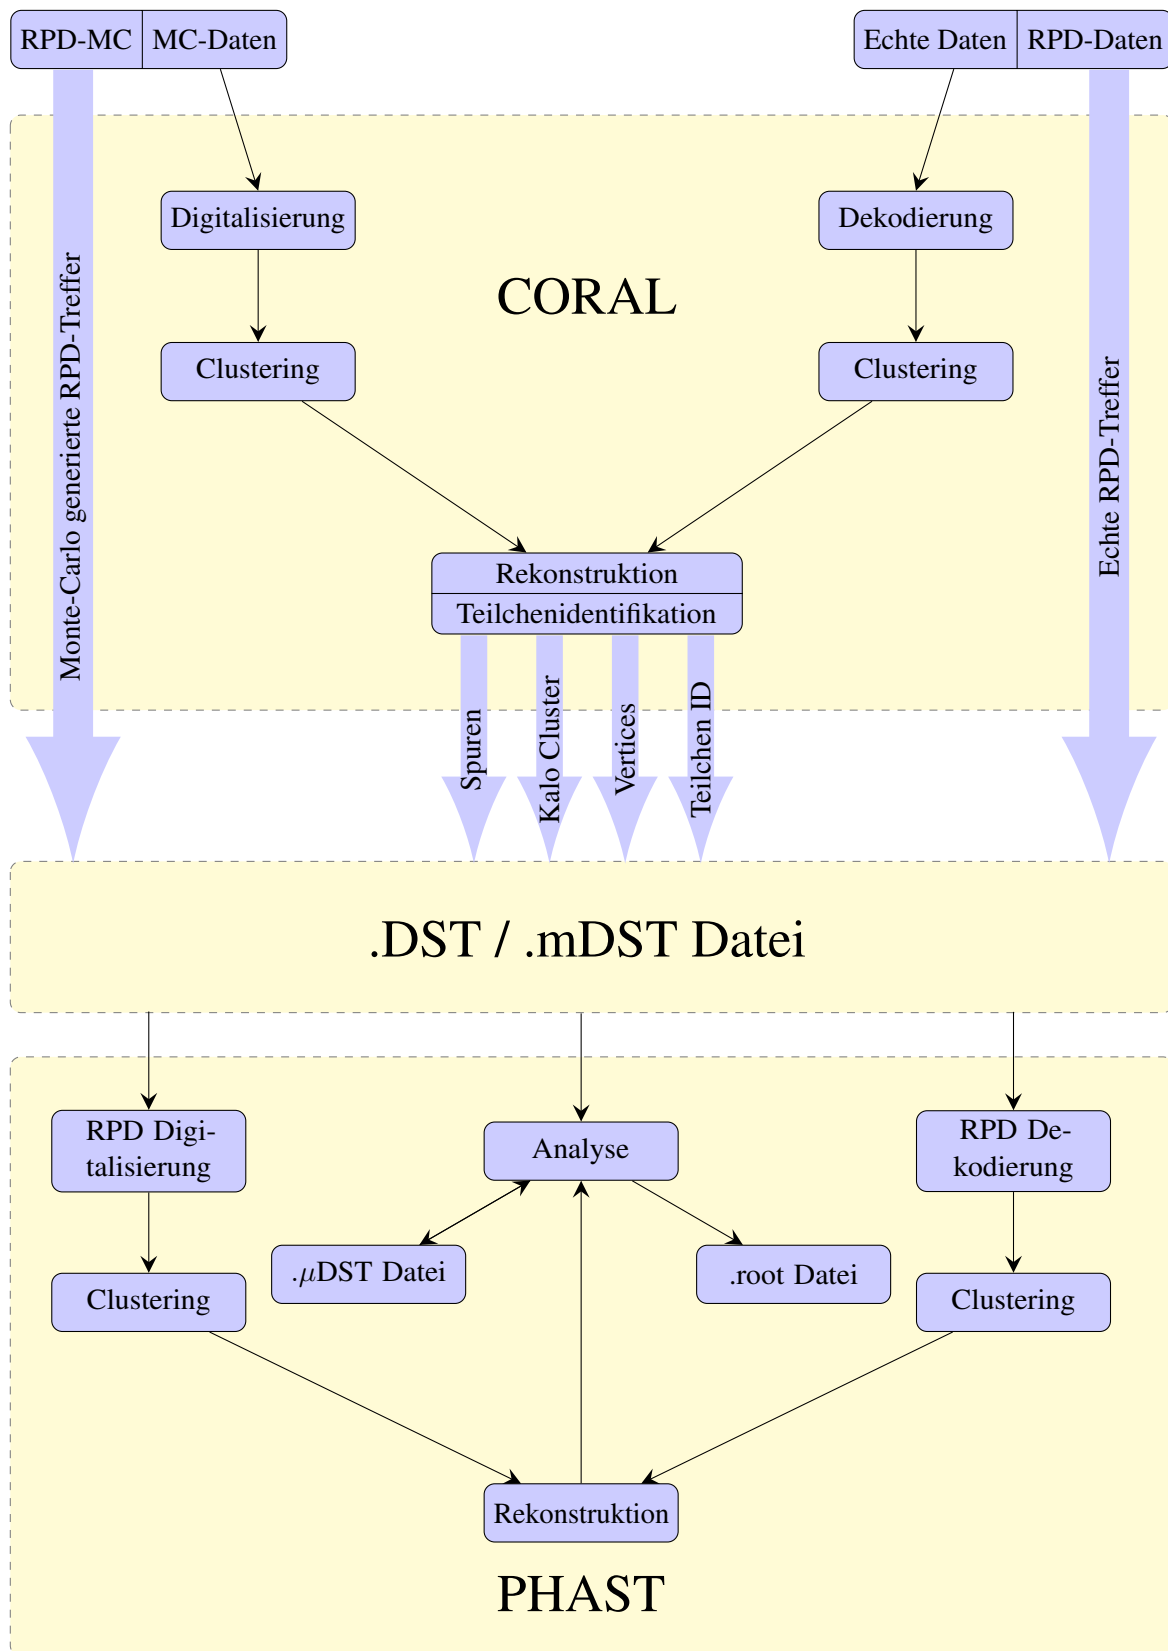 RPD-MC MC-Daten
Echte Daten RPD-Daten
Digitalisierung
Dekodierung
CORAL
Clustering
Clustering
Monte-Carlo generierte RPD-Treffer
Echte RPD-Treffer
Rekonstruktion
Teilchenidentifikation
Spuren
Kalo Cluster
Vertices
Teilchen ID
.DST / .mDST Datei
RPD Digi-
talisierung
Analyse
RPD De-
kodierung
.μDST Datei
.root Datei
Clustering
Clustering
Rekonstruktion
PHAST